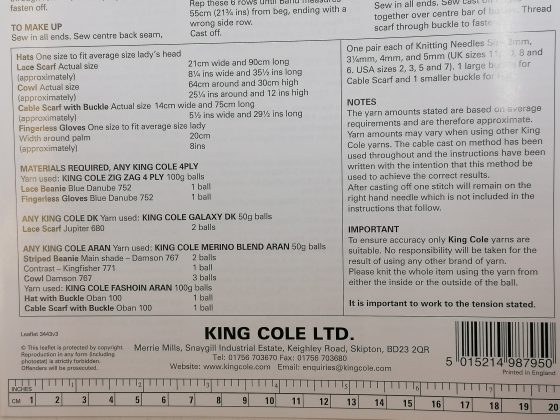 fasten off.
Rep these 6 rows until
55cm (21¾ ins) from beg, ending with a
wrong side row.
Cast off.
Sew in all ends. Sew cast
together over centre bar of Thread
scarf through buckle to faste
TO MAKE UP
Sew in all ends. Sew centre back seam,
Hats One size to fit average size lady's head
Lace Scarf Actual size 21cm wide and 90cm long
(approximately) 8¼ ins wide and 35½ ins long
Cowl Actual size 64cm around and 30cm high
(approximately) 25¼ ins around and 12 ins high
Cable Scarf with Buckle Actual size 14cm wide and 75cm long
(approximately) 5½ ins wide and 29½ ins long
Fingerless Gloves One size to fit average size lady
Width around palm 20cm
(approximately) 8ins
MATERIALS REQUIRED, ANY KING COLE 4PLY
Yarn used: KING COLE ZIG ZAG 4 PLY 100g balls
Lace Beanie Blue Danube 752 1 ball
Fingerless Gloves Blue Danube 752 1 ball
ANY KING COLE DK Yarn used: KING COLE GALAXY DK 50g balls
Lace Scarf Jupiter 680 2 balls
ANY KING COLE ARAN Yarn used: KING COLE MERINO BLEND ARAN 50g balls
Striped Beanie Main shade – Damson 767 2 balls
Contrast – Kingfisher 771 1 ball
Cowl Damson 767 3 balls
Yarn used: KING COLE FASHOIN ARAN 100g balls
Hat with Buckle Oban 100 1 ball
Cable Scarf with Buckle Oban 100 1 ball
One pair each of Knitting Needles mm,
3¼mm, 4mm, and 5mm (UK sizes 8 and
6. USA sizes 2, 3, 5 and 7), 1 large for
Cable Scarf and 1 smaller buckle for
NOTES
The yarn amounts stated are based on average
requirements and are therefore approximate.
Yarn amounts may vary when using other King
Cole yarns. The cable cast on method has been
used throughout and the instructions have been
written with the intention that this method be
used to achieve the correct results.
After casting off one stitch will remain on the
right hand needle which is not included in the
instructions that follow.
IMPORTANT
To ensure accuracy only King Cole yarns are
suitable. No responsibility will be taken for the
result of using any other brand of yarn.
Please knit the whole item using the yarn from
either the inside or the outside of the ball.
It is important to work to the tension stated.
Leaflet 3443v3
© This leaflet is protected by copyright.
Reproduction in any form (including
photostat) is strictly forbidden.
Offenders will be prosecuted.
KING COLE LTD.
Merrie Mills, Snaygill Industrial Estate, Keighley Road, Skipton, BD23 2QR
Tel: 01756 703670 Fax: 01756 703680
Website: www.kingcole.com Email: enquiries@kingcole.com
5 015214 987950
Printed in England
INCHES 1 2 3 4 5 6 7
CM 1 2 3 4 5 6 7 8 9 10 11 12 13 14 15 16 17 18 19 20